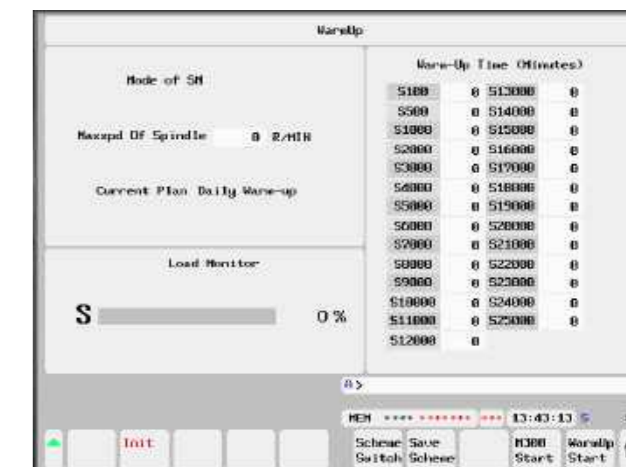 WarmUp
Mode of SM
Maxspd Of Spindle 0 R/MIN
Current Plan Daily Warm-up
Load Monitor
S 0 %
Warm-Up Time (Minutes)
S100 0 S13000 0
S500 0 S14000 0
S1000 0 S15000 0
S2000 0 S16000 0
S3000 0 S17000 0
S4000 0 S18000 0
S5000 0 S19000 0
S6000 0 S20000 0
S7000 0 S21000 0
S8000 0 S22000 0
S9000 0 S23000 0
S10000 0 S24000 0
S11000 0 S25000 0
S12000 0
A>
MEM **** *** *** *** 13:43:13 S
Init
Scheme Switch
Save Scheme
M300 Start
WarmUp Start